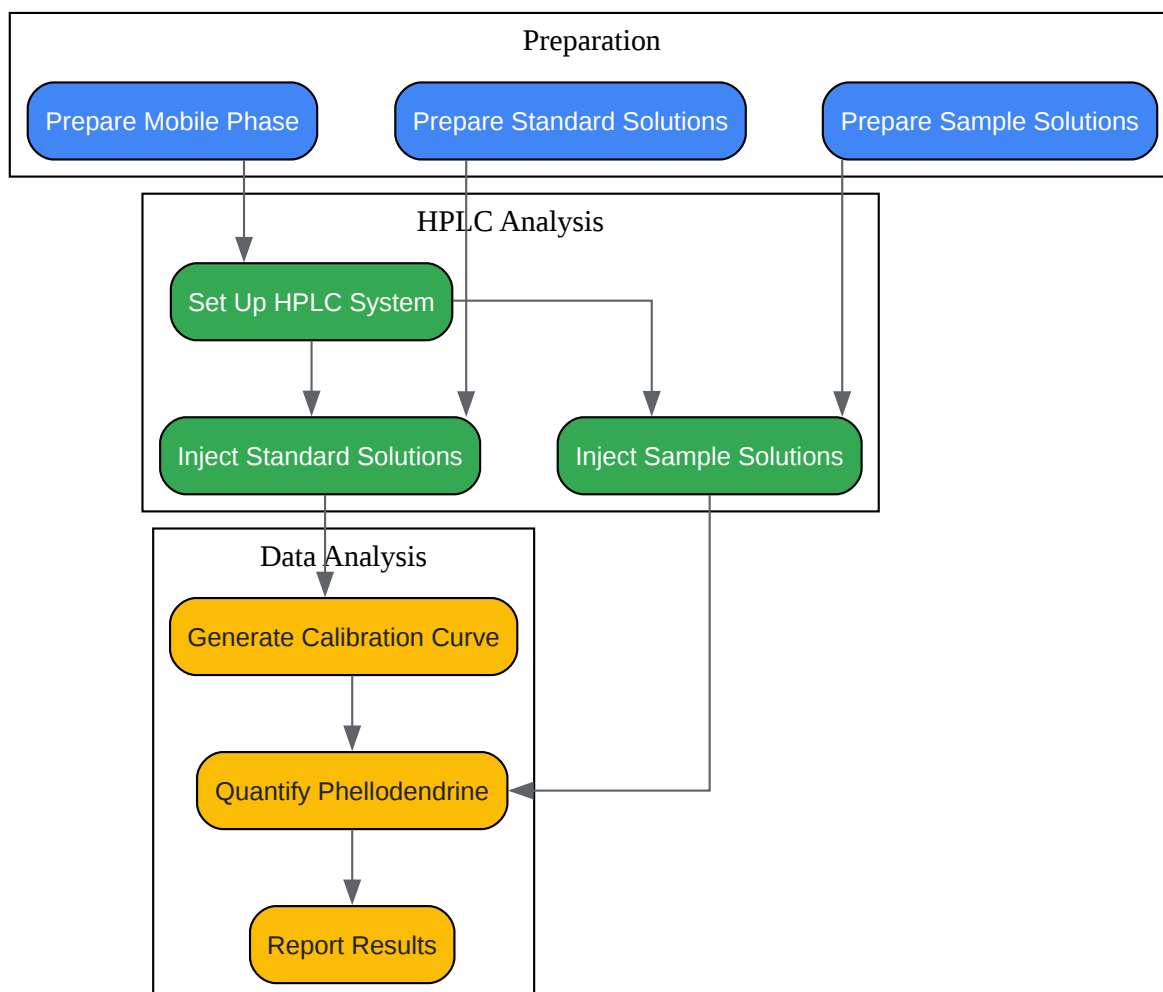 Preparation
Prepare Mobile Phase
Prepare Standard Solutions
Prepare Sample Solutions
HPLC Analysis
Set Up HPLC System
Inject Standard Solutions
Inject Sample Solutions
Data Analysis
Generate Calibration Curve
Quantify Phellodendrine
Report Results